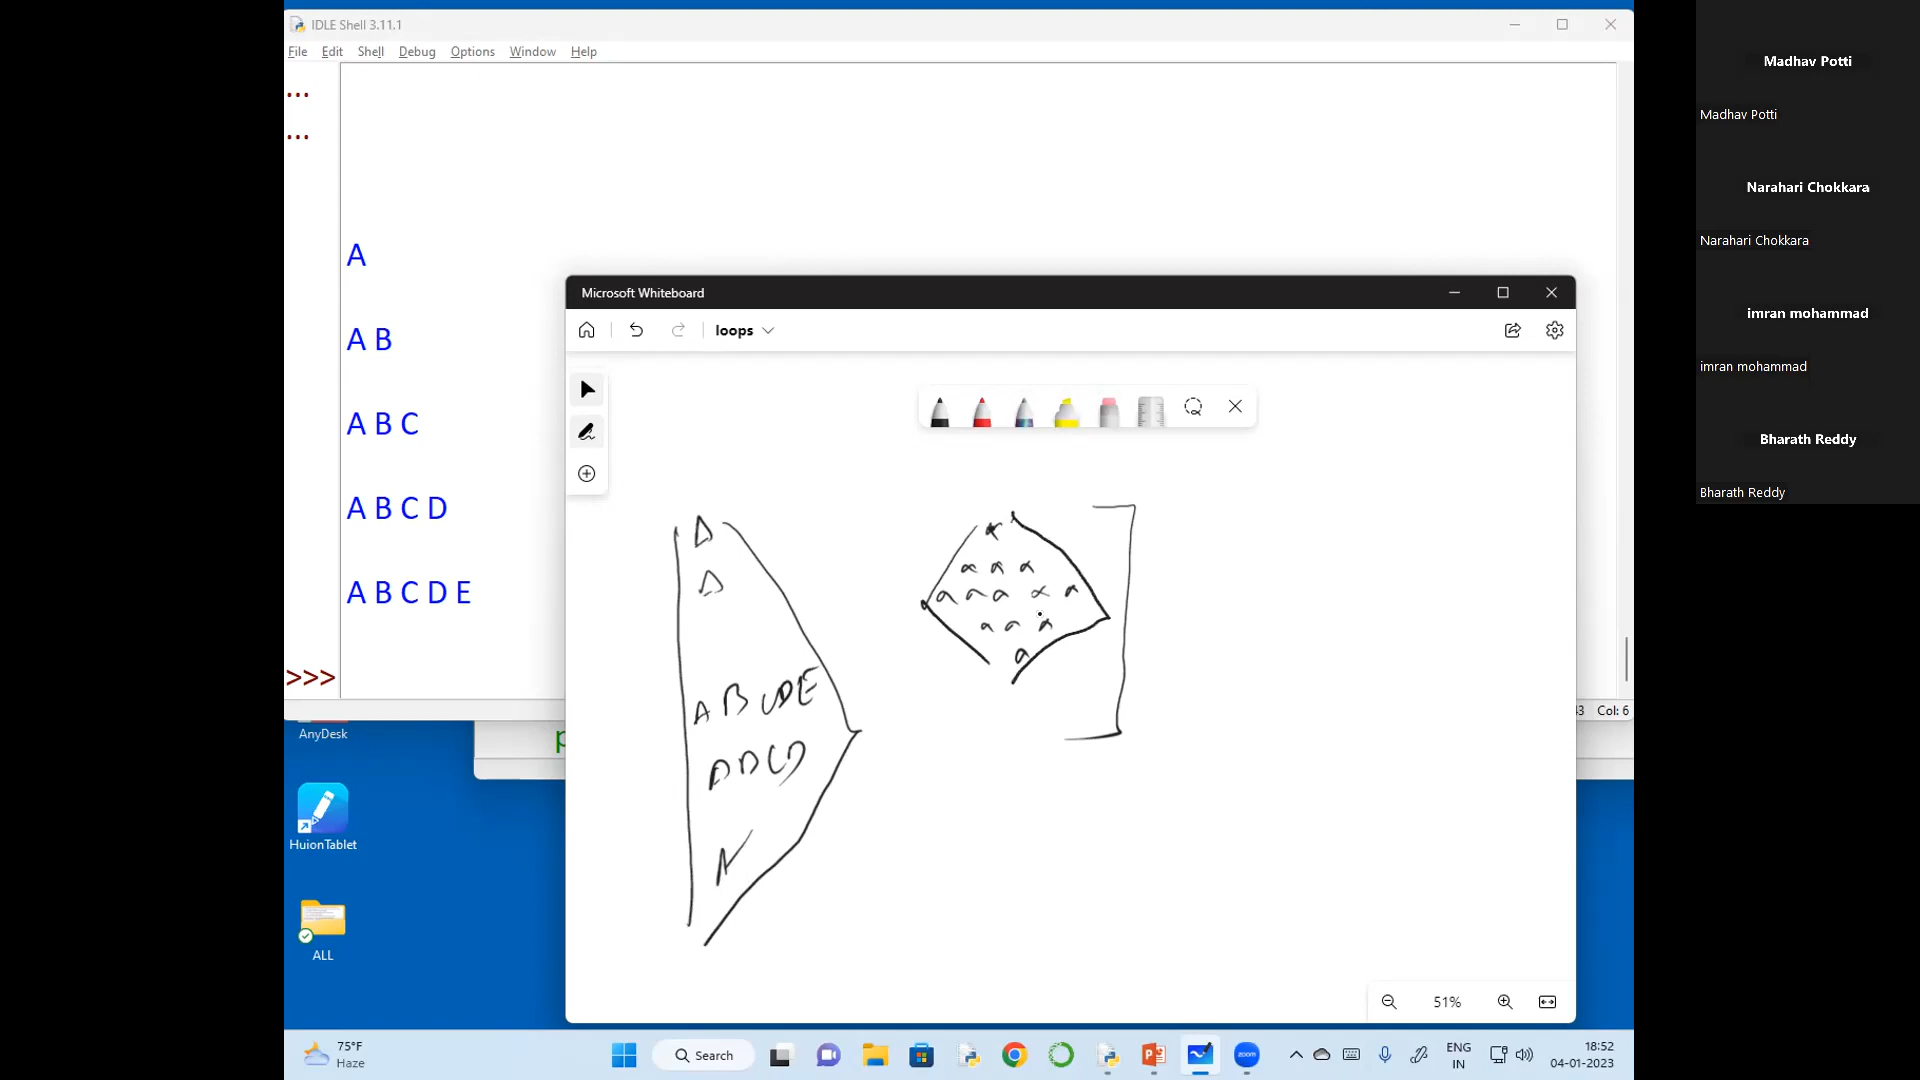 IDLE Shell 3.11.1
File Edit Shell Debug Options Window Help
...
...
A
A B
A B C
A B C D
A B C D E
>>>
Col: 6
Microsoft Whiteboard
loops
A B C D E
51%
AnyDesk
HuionTablet
ALL
Madhav Potti
Madhav Potti
Narahari Chokkara
Narahari Chokkara
imran mohammad
imran mohammad
Bharath Reddy
Bharath Reddy
75°F
Haze
Search
zoom
ENG
IN
18:52
04-01-2023